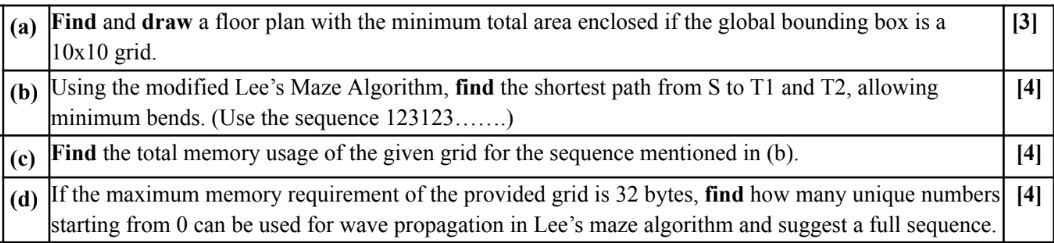 (a) Find and draw a floor plan with the minimum total area enclosed if the global bounding box is a [3]
10x10 grid.
(b) Using the modified Lee's Maze Algorithm, find the shortest path from S to T1 and T2, allowing [4]
minimum bends. (Use the sequence 123123.......)
(c) Find the total memory usage of the given grid for the sequence mentioned in (b). [4]
(d) If the maximum memory requirement of the provided grid is 32 bytes, find how many unique numbers [4]
starting from 0 can be used for wave propagation in Lee's maze algorithm and suggest a full sequence.